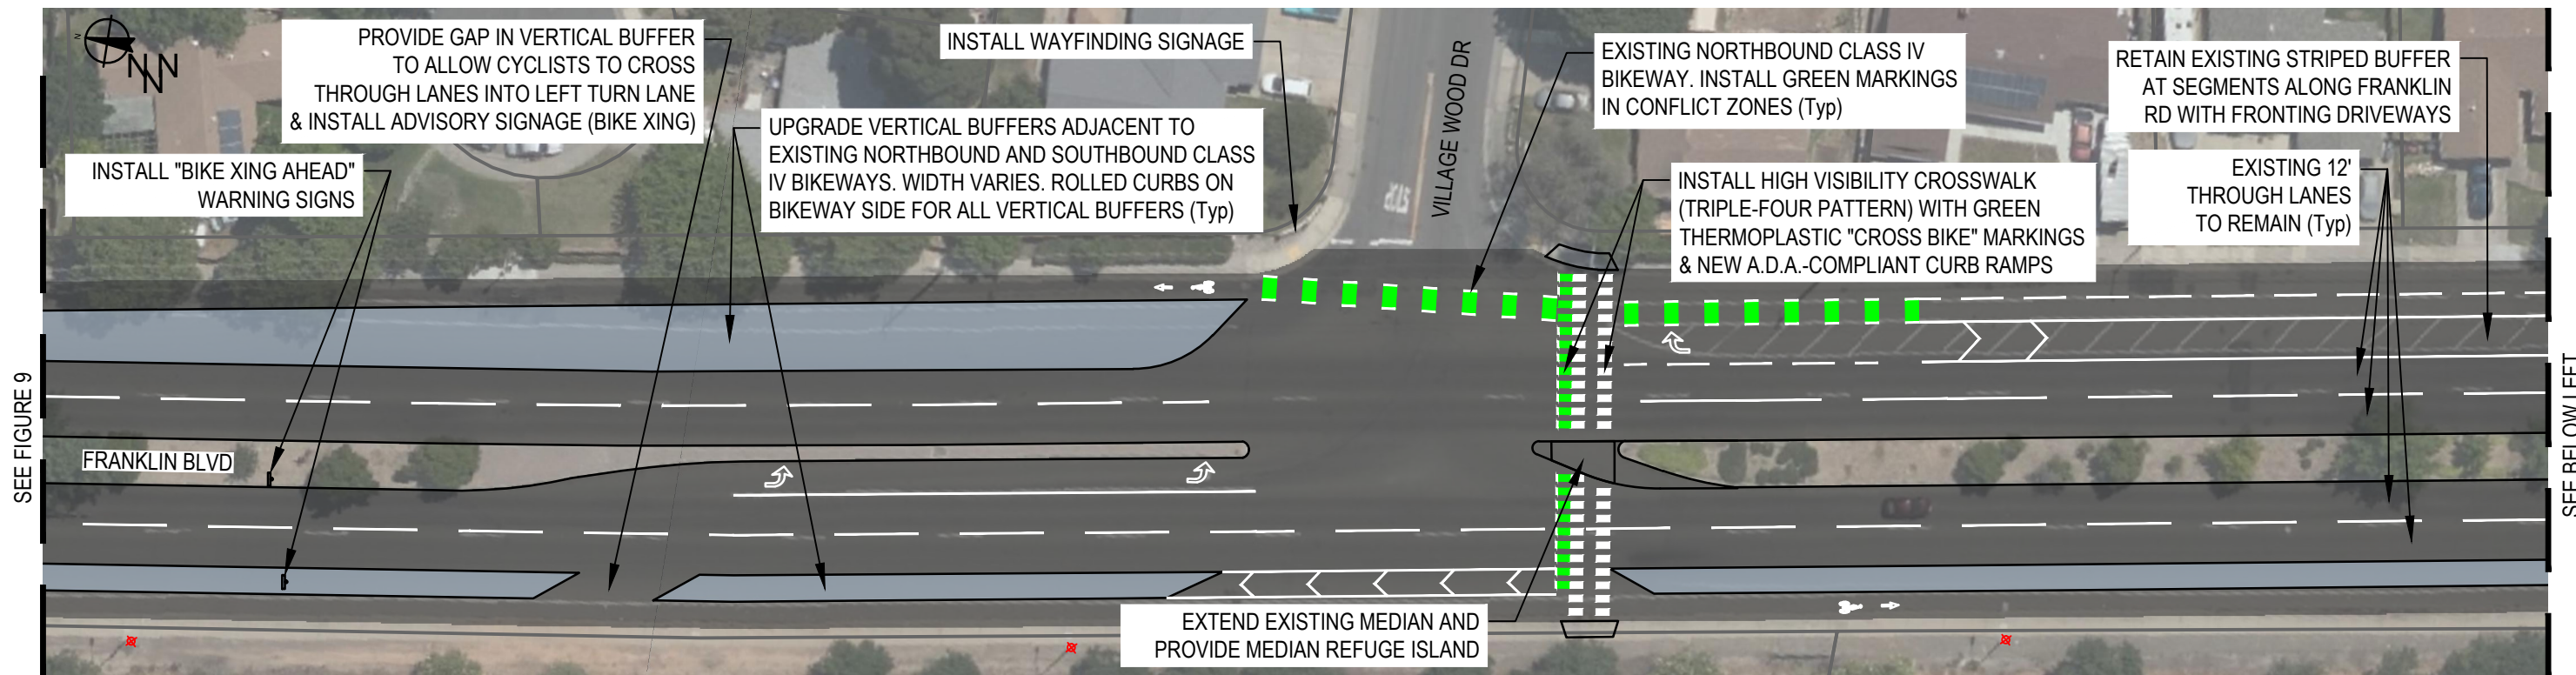 N
N
N
N
PROVIDE GAP IN VERTICAL BUFFER
TO ALLOW CYCLISTS TO CROSS
THROUGH LANES INTO LEFT TURN LANE
& INSTALL ADVISORY SIGNAGE (BIKE XING)
INSTALL WAYFINDING SIGNAGE
VILLAGE WOOD DR
STOP
EXISTING NORTHBOUND CLASS IV
BIKEWAY. INSTALL GREEN MARKINGS
IN CONFLICT ZONES (Typ)
RETAIN EXISTING STRIPED BUFFER
AT SEGMENTS ALONG FRANKLIN
RD WITH FRONTING DRIVEWAYS
INSTALL "BIKE XING AHEAD"
WARNING SIGNS
UPGRADE VERTICAL BUFFERS ADJACENT TO
EXISTING NORTHBOUND AND SOUTHBOUND CLASS
IV BIKEWAYS. WIDTH VARIES. ROLLED CURBS ON
BIKEWAY SIDE FOR ALL VERTICAL BUFFERS (Typ)
INSTALL HIGH VISIBILITY CROSSWALK
(TRIPLE-FOUR PATTERN) WITH GREEN
THERMOPLASTIC "CROSS BIKE" MARKINGS
& NEW A.D.A.-COMPLIANT CURB RAMPS
EXISTING 12'
THROUGH LANES
TO REMAIN (Typ)
SEE FIGURE 9
FRANKLIN BLVD
SEE BELOW LEFT
EXTEND EXISTING MEDIAN AND
PROVIDE MEDIAN REFUGE ISLAND